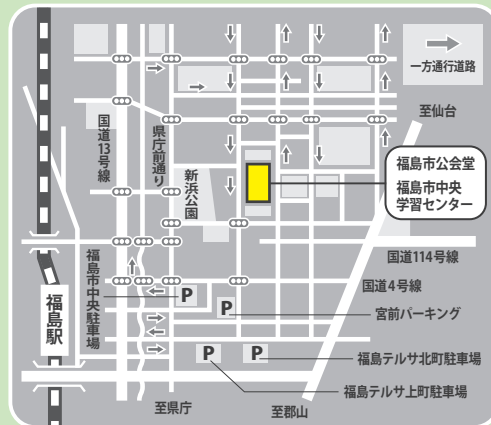 一方通行道路
至仙台
国道13号線
県庁前通り
新浜公園
福島市公会堂
福島市中央
学習センター
国道114号線
国道4号線
福島市中央駐車場
福島駅
P
P
宮前パーキング
P
P
福島テルサ北町駐車場
福島テルサ上町駐車場
至県庁
至郡山